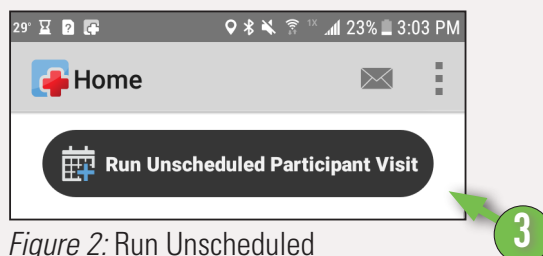 29° 1X 23% 3:03 PM
Home
Run Unscheduled Participant Visit
3
Figure 2: Run Unscheduled